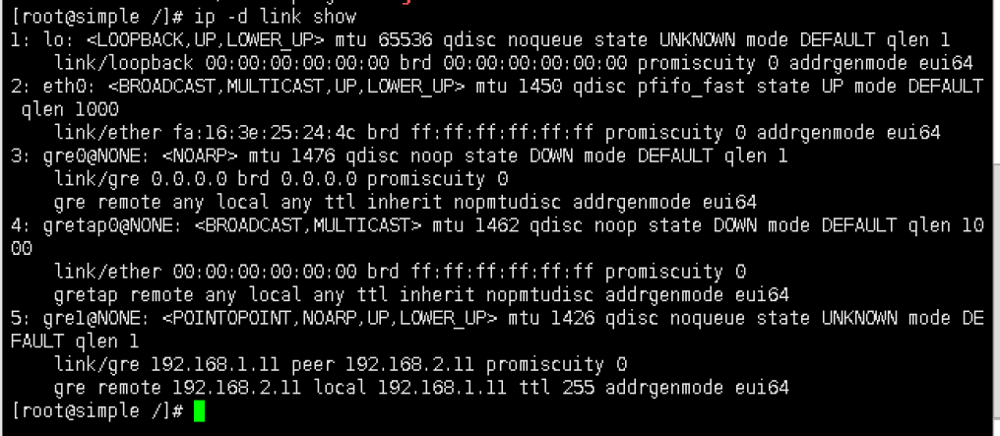 [root@simple /]# ip -d link show
1: lo: <LOOPBACK,UP,LOWER_UP> mtu 65536 qdisc noqueue state UNKNOWN mode DEFAULT qlen 1
    link/loopback 00:00:00:00:00:00 brd 00:00:00:00:00:00 promiscuity 0 addrgenmode eui64
2: eth0: <BROADCAST,MULTICAST,UP,LOWER_UP> mtu 1450 qdisc pfifo_fast state UP mode DEFAULT
 qlen 1000
    link/ether fa:16:3e:25:24:4c brd ff:ff:ff:ff:ff:ff promiscuity 0 addrgenmode eui64
3: gre0@NONE: <NOARP> mtu 1476 qdisc noop state DOWN mode DEFAULT qlen 1
    link/gre 0.0.0.0 brd 0.0.0.0 promiscuity 0
    gre remote any local any ttl inherit nopmtudisc addrgenmode eui64
4: gretap0@NONE: <BROADCAST,MULTICAST> mtu 1462 qdisc noop state DOWN mode DEFAULT qlen 10
00
    link/ether 00:00:00:00:00:00 brd ff:ff:ff:ff:ff:ff promiscuity 0
    gretap remote any local any ttl inherit nopmtudisc addrgenmode eui64
5: gre1@NONE: <POINTOPOINT,NOARP,UP,LOWER_UP> mtu 1426 qdisc noqueue state UNKNOWN mode DE
FAULT qlen 1
    link/gre 192.168.1.11 peer 192.168.2.11 promiscuity 0
    gre remote 192.168.2.11 local 192.168.1.11 ttl 255 addrgenmode eui64
[root@simple /]#